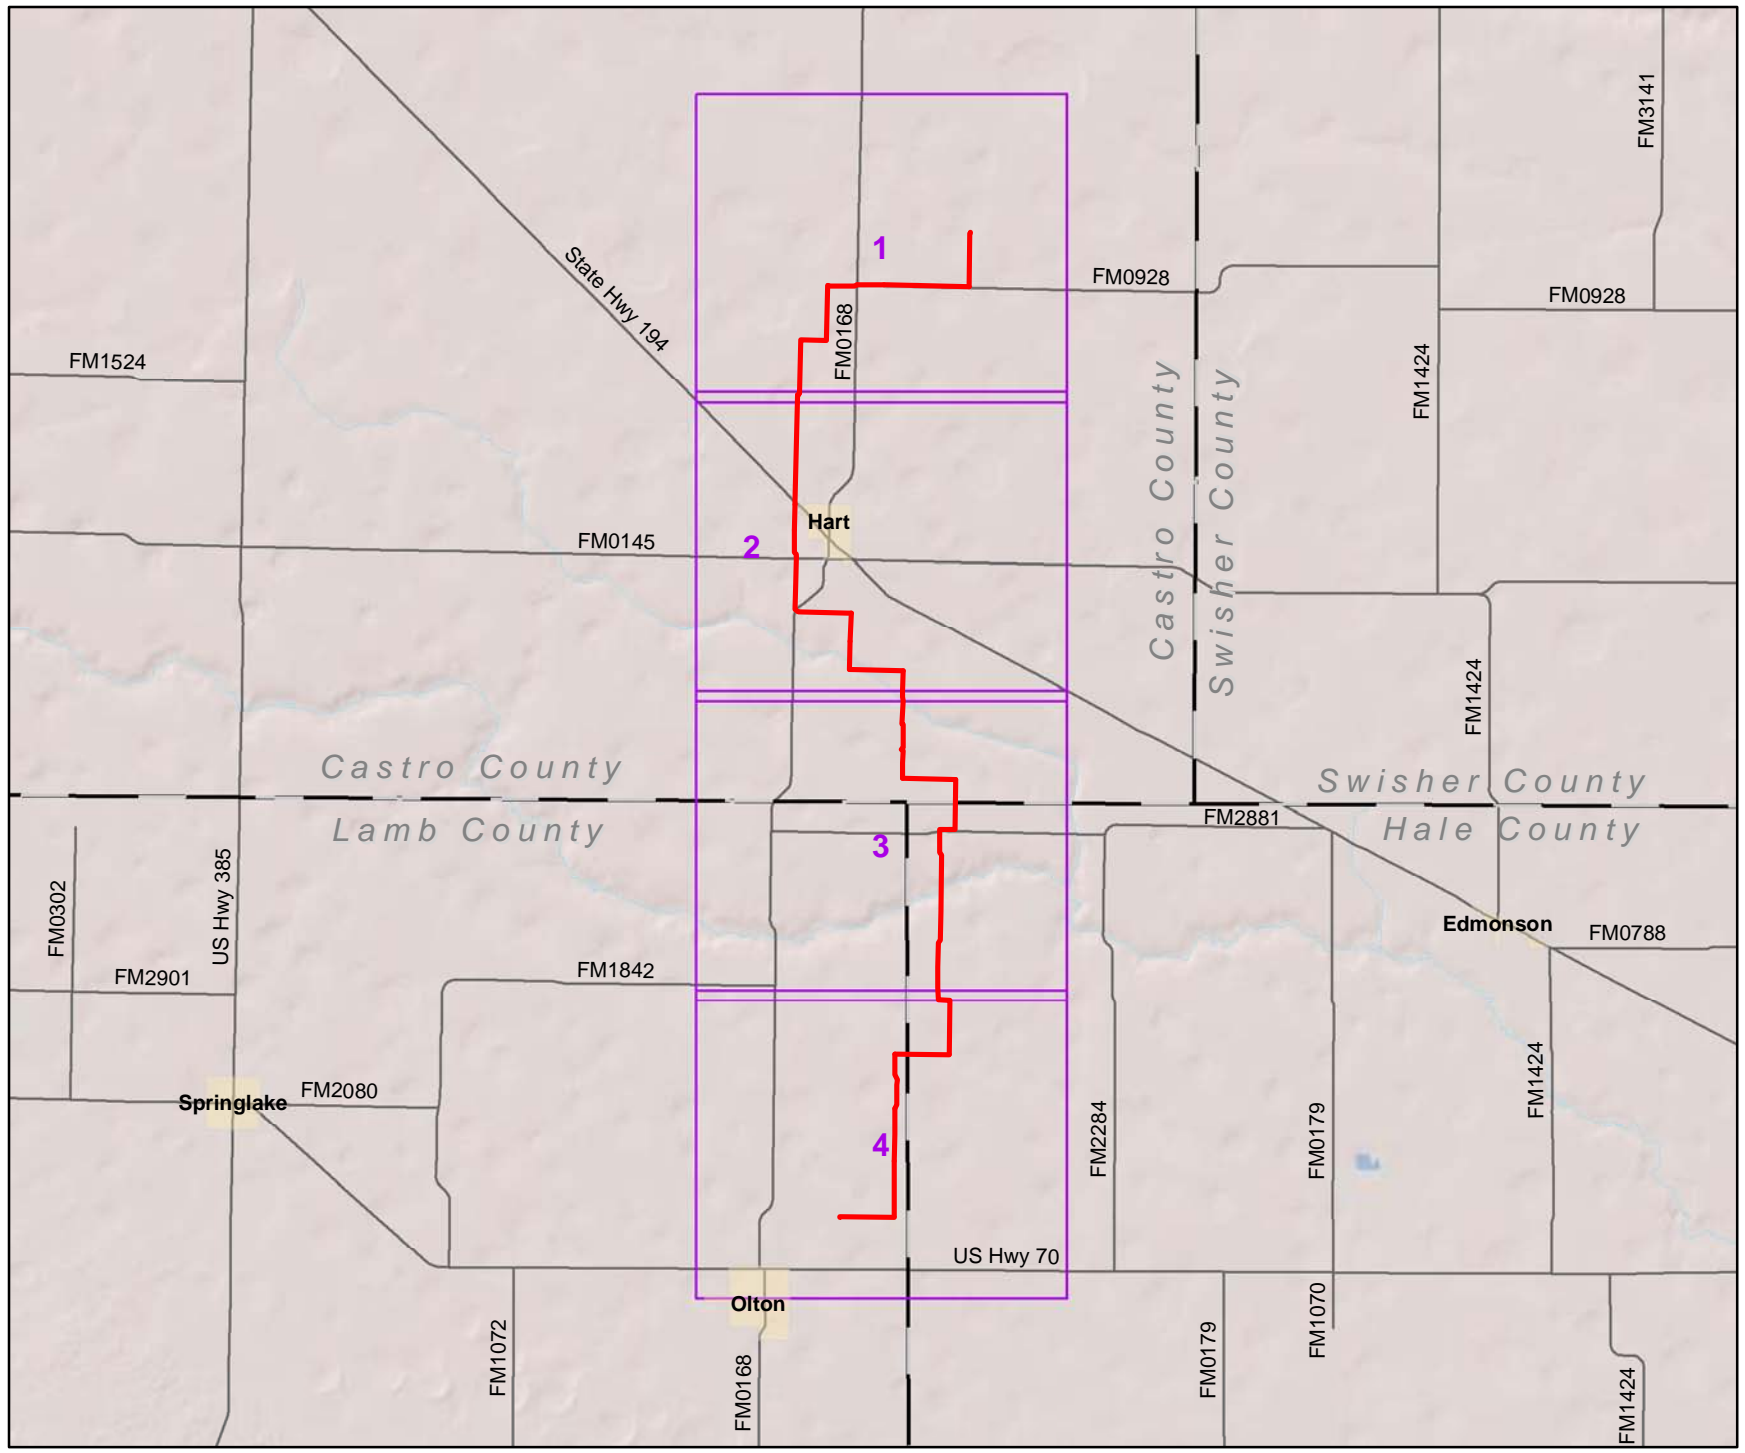 FM3141
1
State Hwy 194
FM0928
FM0928
FM0168
FM1524
FM1424
Castro County
Swisher County
Hart
FM0145
2
FM1424
Castro County
Swisher County
Lamb County
FM2881
Hale County
3
FM0302
US Hwy 385
Edmonson
FM0788
FM2901
FM1842
Springlake
FM2080
FM1424
FM2284
FM0179
4
US Hwy 70
Olton
FM1070
FM1072
FM0168
FM0179
FM1424